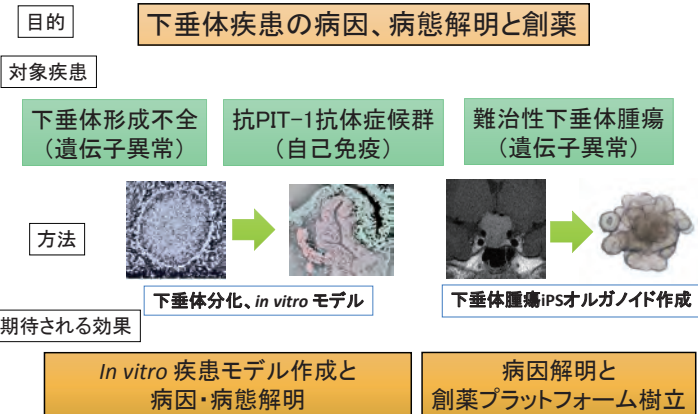 目的
下垂体疾患の病因、病態解明と創薬
対象疾患
下垂体形成不全
（遺伝子異常）
抗PIT-1抗体症候群
（自己免疫）
難治性下垂体腫瘍
（遺伝子異常）
方法
下垂体分化、in vitro モデル
下垂体腫瘍iPSオルガノイド作成
期待される効果
In vitro 疾患モデル作成と
病因・病態解明
病因解明と
創薬プラットフォーム樹立